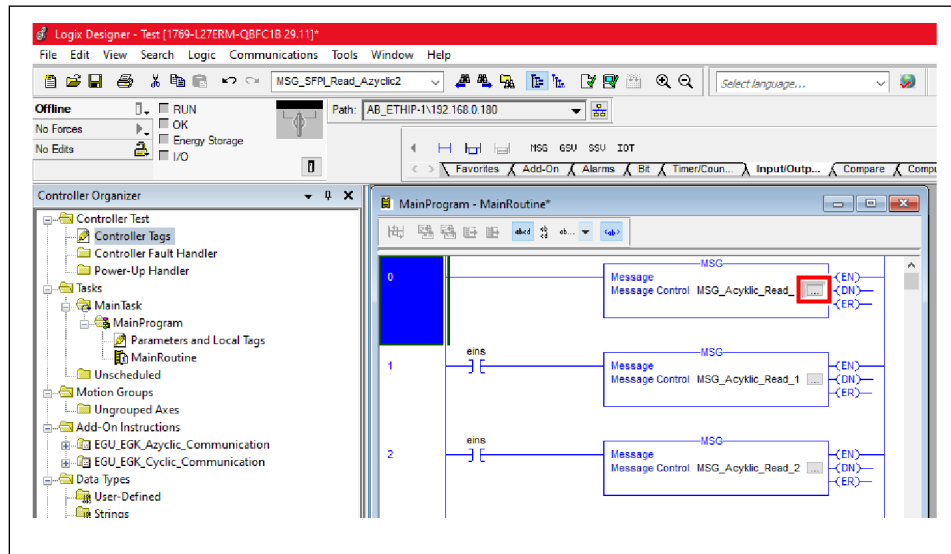 Logix Designer - Test [1769-L27ERM-QBFC1B 29.11]*
File Edit View Search Logic Communications Tools Window Help
MSG_SFPI_Read_Azyclic2
Select language...
Offline
RUN
Path: AB_ETHIP-1\192.168.0.180
No Forces
OK
Energy Storage
No Edits
I/O
MSG GSV SSV IOT
Favorites Add-On Alarms Bit Timer/Coun... Input/Outp... Compare Compu
Controller Organizer
MainProgram - MainRoutine*
Controller Test
Controller Tags
Controller Fault Handler
Power-Up Handler
Tasks
MainTask
MainProgram
Parameters and Local Tags
MainRoutine
Unscheduled
Motion Groups
Ungrouped Axes
Add-On Instructions
EGU_EGK_Azyclic_Communication
EGU_EGK_Cyclic_Communication
Data Types
User-Defined
Strings
abcd
ab...
<ab>
0
MSG
Message
Message Control MSG_Acyklic_Read_ ...
(EN)
(DN)
(ER)
1
eins
MSG
Message
Message Control MSG_Acyklic_Read_1 ...
(EN)
(DN)
(ER)
2
eins
MSG
Message
Message Control MSG_Acyklic_Read_2 ...
(EN)
(DN)
(ER)